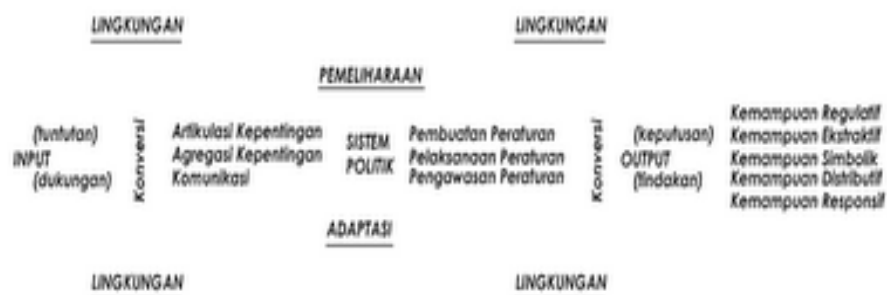 LINGKUNGAN LINGKUNGAN
PEMELIHARAAN
(tuntutan)
INPUT
(dukungan)
Konversi
Artikulasi Kepentingan
Agregasi Kepentingan
Komunikasi
SISTEM
POLITIK
Pembuatan Peraturan
Pelaksanaan Peraturan
Pengawasan Peraturan
Konversi
(keputusan)
OUTPUT
(tindakan)
Kemampuan Regulatif
Kemampuan Ekstraktif
Kemampuan Simbolik
Kemampuan Distributif
Kemampuan Responsif
ADAPTASI
LINGKUNGAN LINGKUNGAN